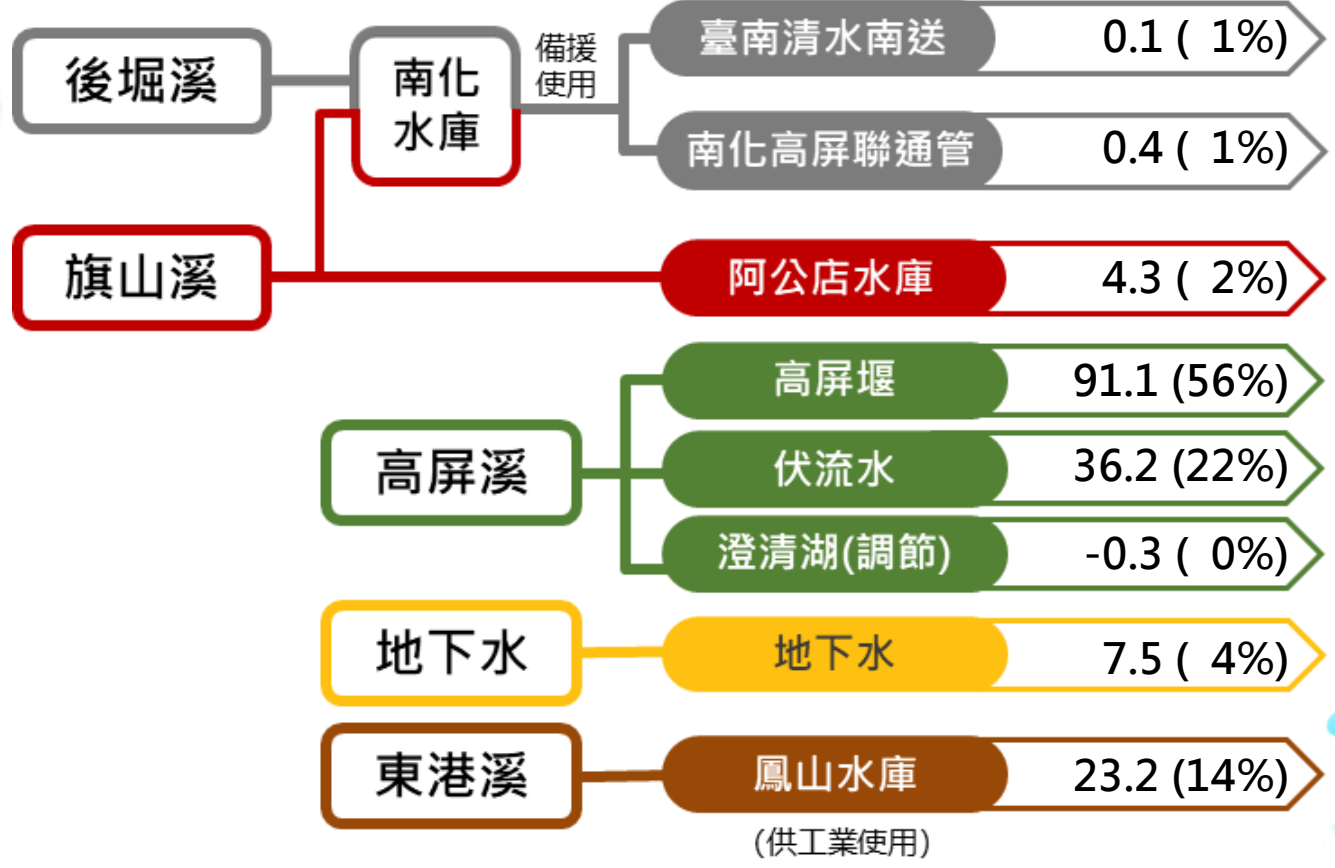 後堀溪
南化
水庫
備援
使用
臺南清水南送 0.1 ( 1%)
南化高屏聯通管 0.4 ( 1%)
旗山溪
阿公店水庫 4.3 ( 2%)
高屏溪
高屏堰 91.1 (56%)
伏流水 36.2 (22%)
澄清湖(調節) -0.3 ( 0%)
地下水
地下水 7.5 ( 4%)
東港溪
鳳山水庫 23.2 (14%)
(供工業使用)